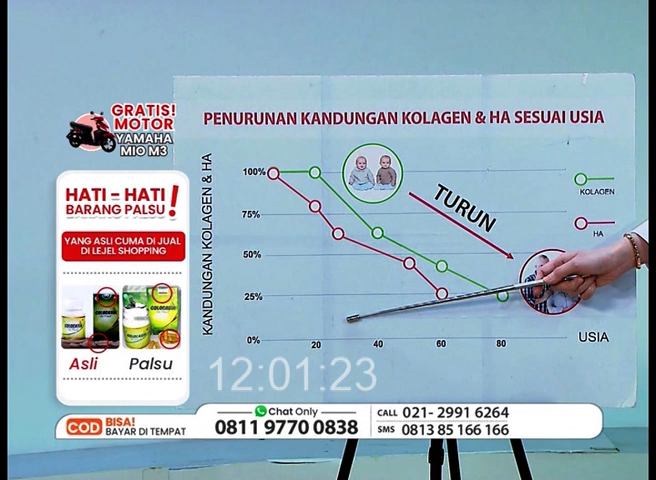 GRATIS!
MOTOR
YAMAHA
MIO M3
HATI - HATI
BARANG PALSU!
YANG ASLI CUMA DI JUAL
DI LEJEL SHOPPING
Asli Palsu
PENURUNAN KANDUNGAN KOLAGEN & HA SESUAI USIA
KANDUNGAN KOLAGEN & HA
100%
75%
50%
25%
0%
20 40 60 80
USIA
TURUN
KOLAGEN
HA
12:01:23
COD BISA!
BAYAR DI TEMPAT
Chat Only
0811 9770 0838
CALL 021- 2991 6264
SMS 0813 85 166 166